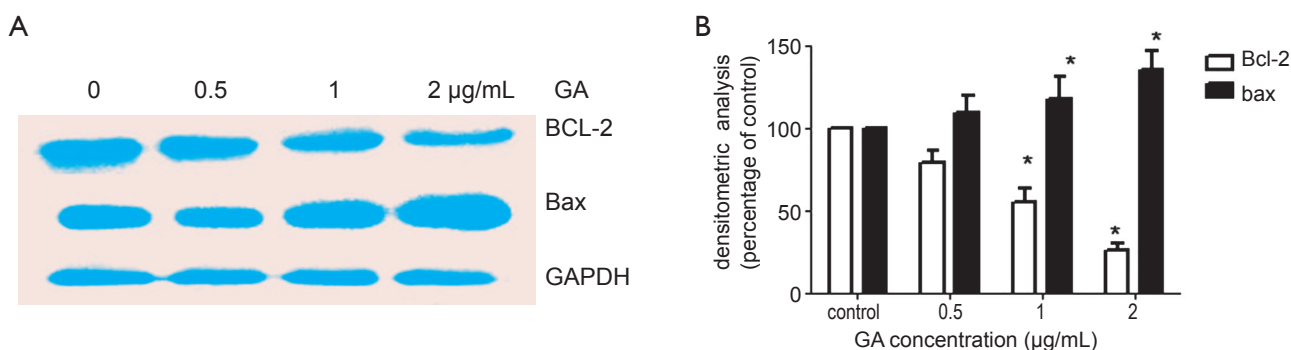 A
0 0.5 1 2 µg/mL GA
BCL-2
Bax
GAPDH
B
densitometric analysis
(percentage of control)
150
100
50
0
* * * *
Bcl-2
bax
control 0.5 1 2
GA concentration (µg/mL)